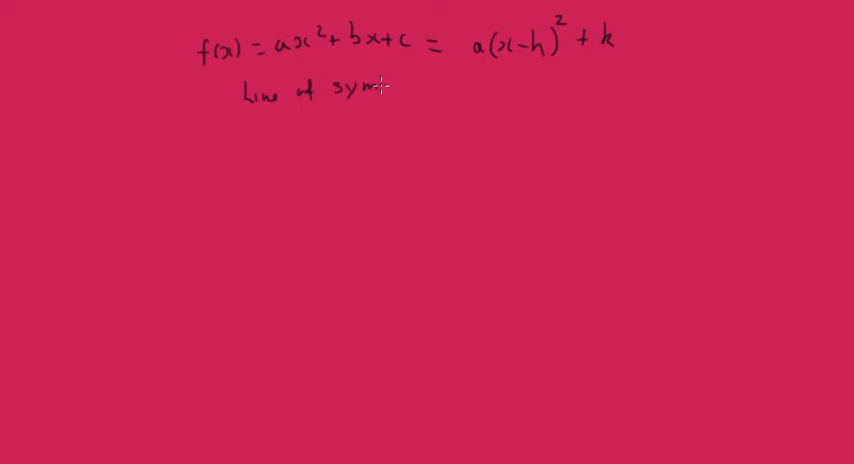 f(x) = ax² + bx + c = a(x-h)² + k
Line of sym